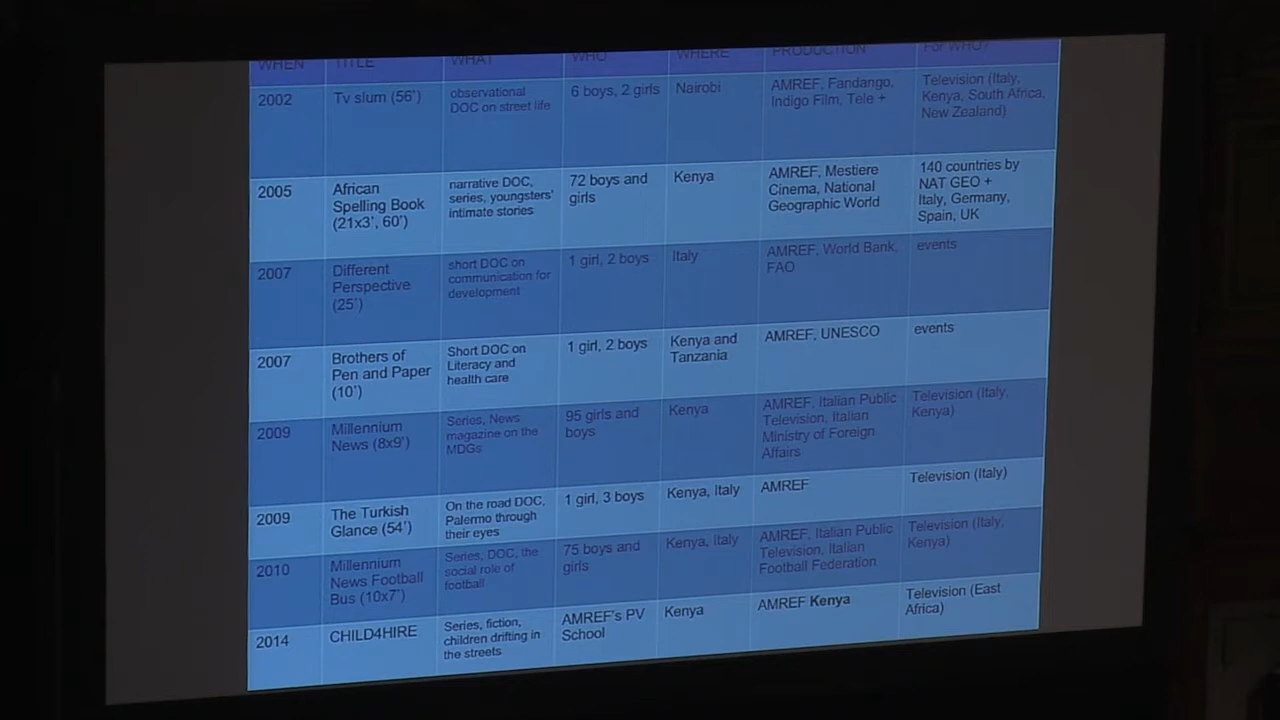 WHEN TITLE WHAT WHO WHERE PRODUCTION For WHO?
2002
Tv slum (56')
observational
DOC on street life
6 boys, 2 girls
Nairobi
AMREF, Fandango,
Indigo Film, Tele +
Television (Italy,
Kenya, South Africa,
New Zealand)
2005
African
Spelling Book
(21x3', 60')
narrative DOC,
series, youngsters'
intimate stories
72 boys and
girls
Kenya
AMREF, Mestiere
Cinema, National
Geographic World
140 countries by
NAT GEO +
Italy, Germany,
Spain, UK
2007
Different
Perspective
(25')
short DOC on
communication for
development
1 girl, 2 boys
Italy
AMREF, World Bank,
FAO
events
2007
Brothers of
Pen and Paper
(10')
Short DOC on
Literacy and
health care
1 girl, 2 boys
Kenya and
Tanzania
AMREF, UNESCO
events
2009
Millennium
News (8x9')
Series, News
magazine on the
MDGs
95 girls and
boys
Kenya
AMREF, Italian Public
Television, Italian
Ministry of Foreign
Affairs
Television (Italy,
Kenya)
2009
The Turkish
Glance (54')
On the road DOC,
Palermo through
their eyes
1 girl, 3 boys
Kenya, Italy
AMREF
Television (Italy)
2010
Millennium
News Football
Bus (10x7')
Series, DOC, the
social role of
football
75 boys and
girls
Kenya, Italy
AMREF, Italian Public
Television, Italian
Football Federation
Television (Italy,
Kenya)
2014
CHILD4HIRE
Series, fiction,
children drifting in
the streets
AMREF's PV
School
Kenya
AMREF Kenya
Television (East
Africa)